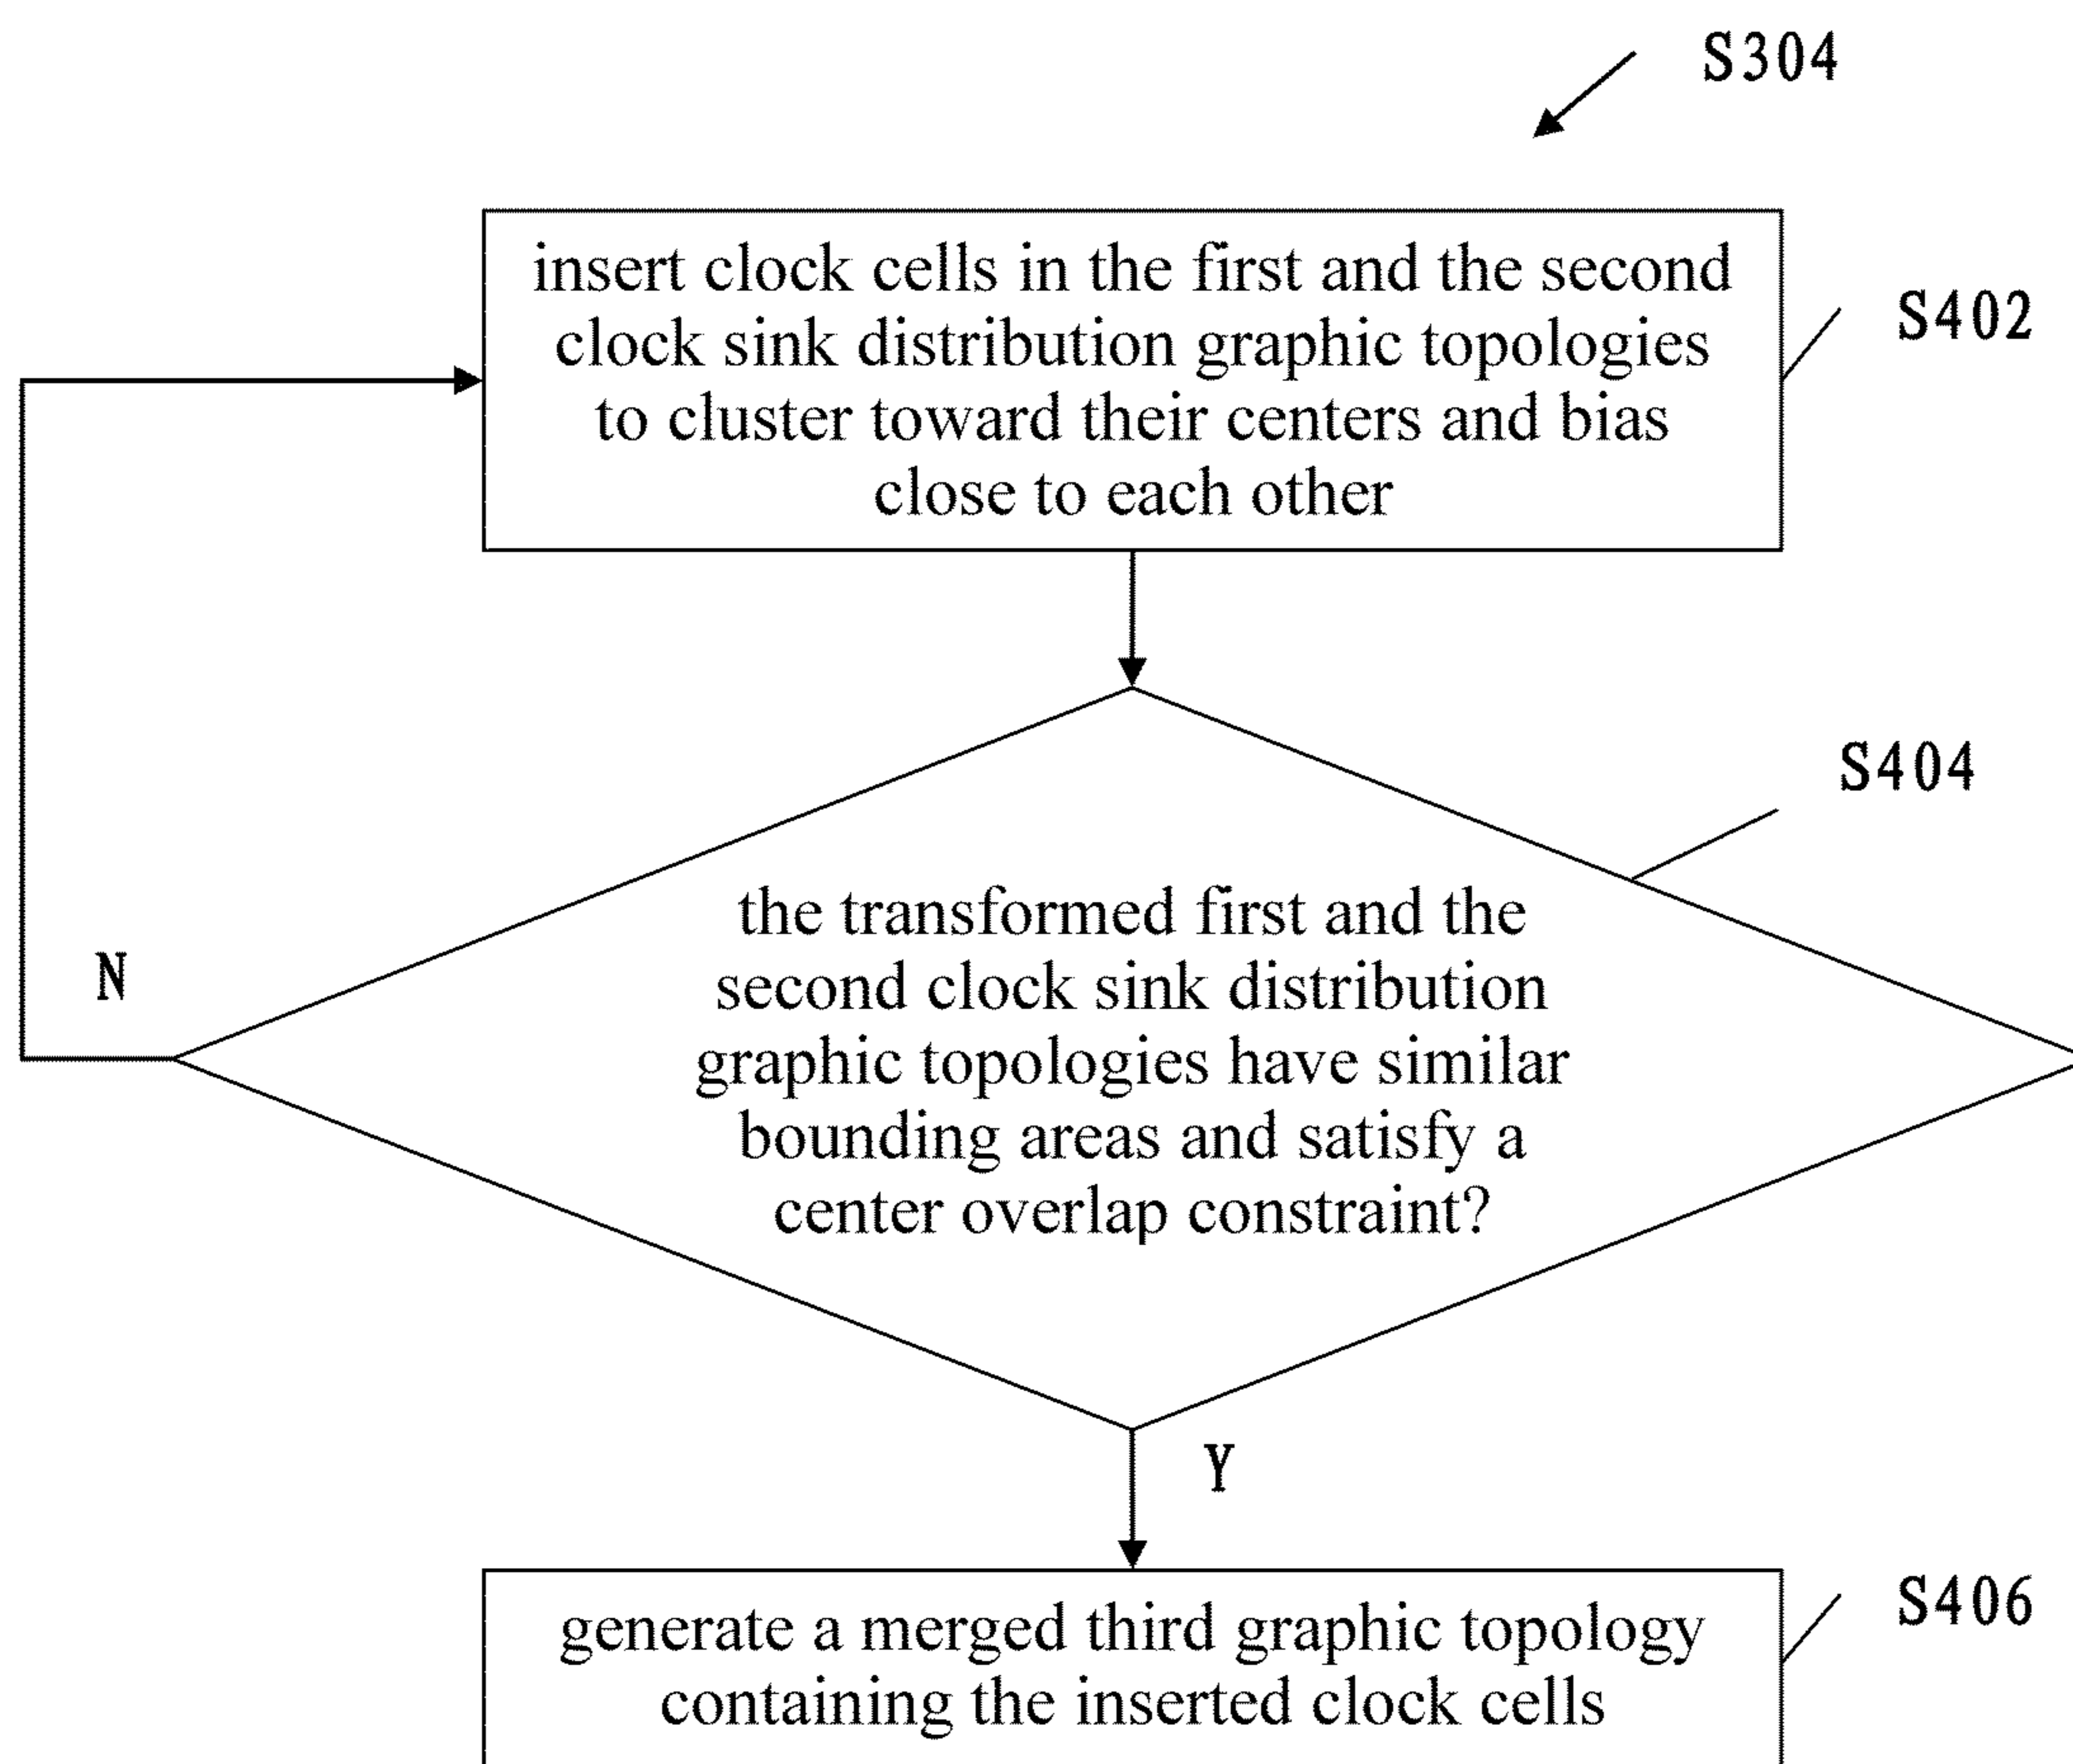 S304
insert clock cells in the first and the second
clock sink distribution graphic topologies
to cluster toward their centers and bias
close to each other
S402
S404
the transformed first and the
second clock sink distribution
graphic topologies have similar
bounding areas and satisfy a
center overlap constraint?
N
Y
generate a merged third graphic topology
containing the inserted clock cells
S406